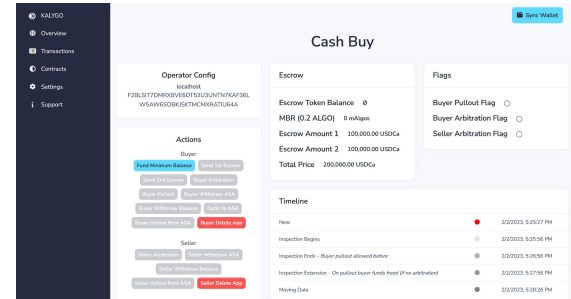 KALYGO
Overview
Transactions
Contracts
Settings
Support
Sync Wallet
Cash Buy
Operator Config
localhost
F2BLSIT7DMRXBVE6OT53U3UNTN7KAF36L
W5AW6SOBKJSKTMCMXRATIU64A
Actions
Buyer
Fund Minimum Balance
Send 1st Escrow
Send 2nd Escrow
Buyer Arbitration
Buyer Pullout
Buyer Withdraw ASA
Buyer Withdraw Balance
OptIn to ASA
Buyer Optout from ASA
Buyer Delete App
Seller
Seller Arbitration
Seller Withdraw ASA
Seller Withdraw Balance
Seller Optout from ASA
Seller Delete App
Escrow
Escrow Token Balance Ø
MBR (0.2 ALGO) 0 mAlgos
Escrow Amount 1 100,000.00 USDCa
Escrow Amount 2 100,000.00 USDCa
Total Price 200,000.00 USDCa
Flags
Buyer Pullout Flag
Buyer Arbitration Flag
Seller Arbitration Flag
Timeline
Now 2/2/2023, 5:25:27 PM
Inspection Begins 2/2/2023, 5:25:56 PM
Inspection Ends - Buyer pullout allowed before 2/2/2023, 5:26:56 PM
Inspection Extension - On pullout buyer funds freed (if no arbitration) 2/2/2023, 5:27:56 PM
Moving Date 2/2/2023, 5:28:26 PM